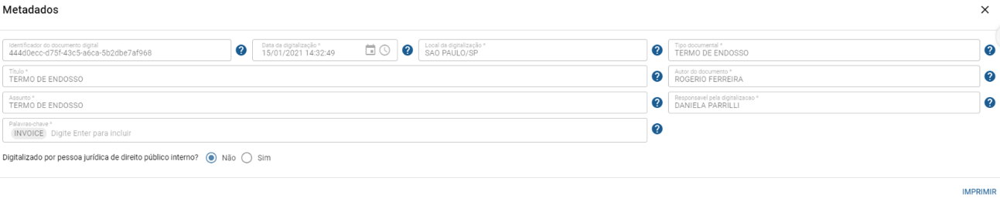 Metadados
Identificador do documento digital
444d0ecc-d75f-43c5-a6ca-5b2dbe7af968
Data da digitalização *
15/01/2021 14:32:49
Local da digitalização *
SAO PAULO/SP
Tipo documental *
TERMO DE ENDOSSO
Título *
TERMO DE ENDOSSO
Autor do documento *
ROGERIO FERREIRA
Assunto *
TERMO DE ENDOSSO
Responsavel pela digitalizacao *
DANIELA PARRILLI
Palavras-chave *
INVOICE Digite Enter para incluir
Digitalizado por pessoa jurídica de direito público interno? Não Sim
IMPRIMIR